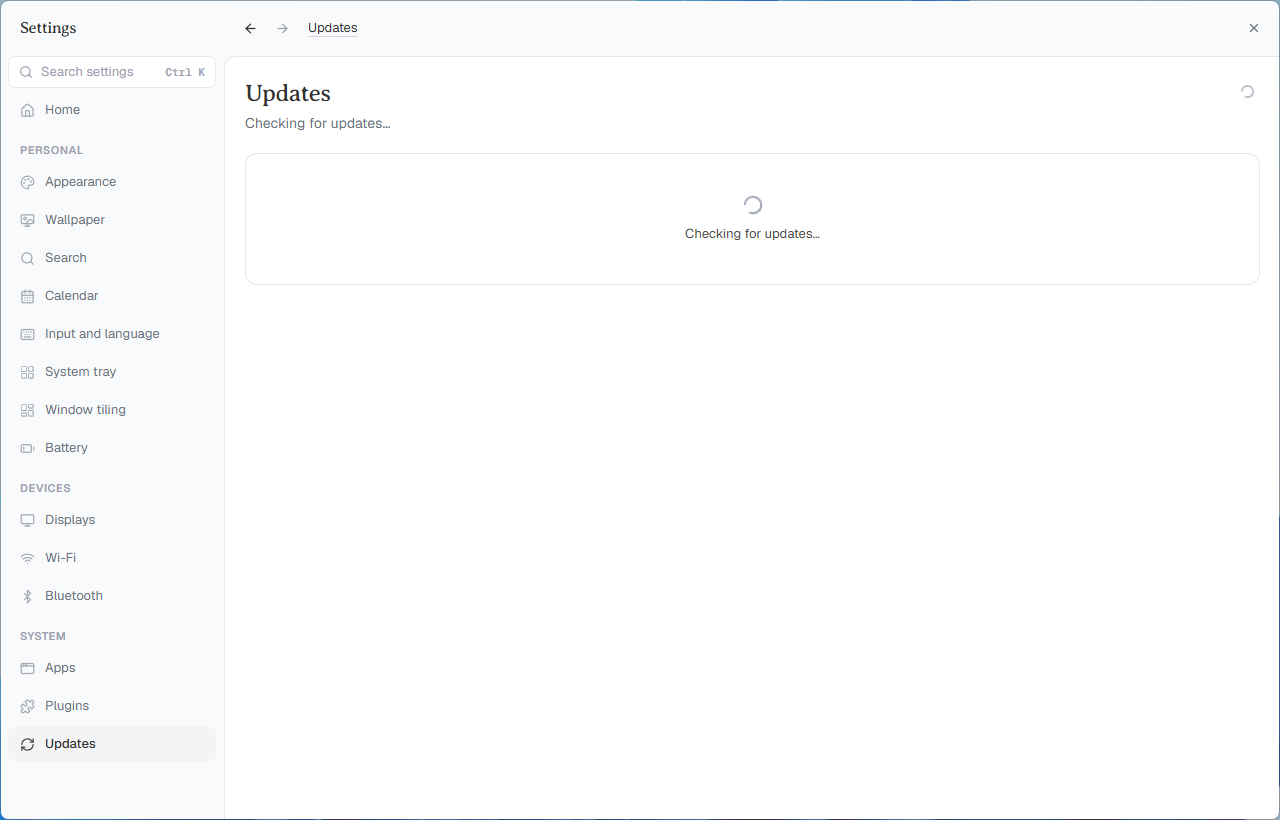 Settings
Updates
Search settings Ctrl K
Home
PERSONAL
Appearance
Wallpaper
Search
Calendar
Input and language
System tray
Window tiling
Battery
DEVICES
Displays
Wi-Fi
Bluetooth
SYSTEM
Apps
Plugins
Updates
Updates
Checking for updates…
Checking for updates…